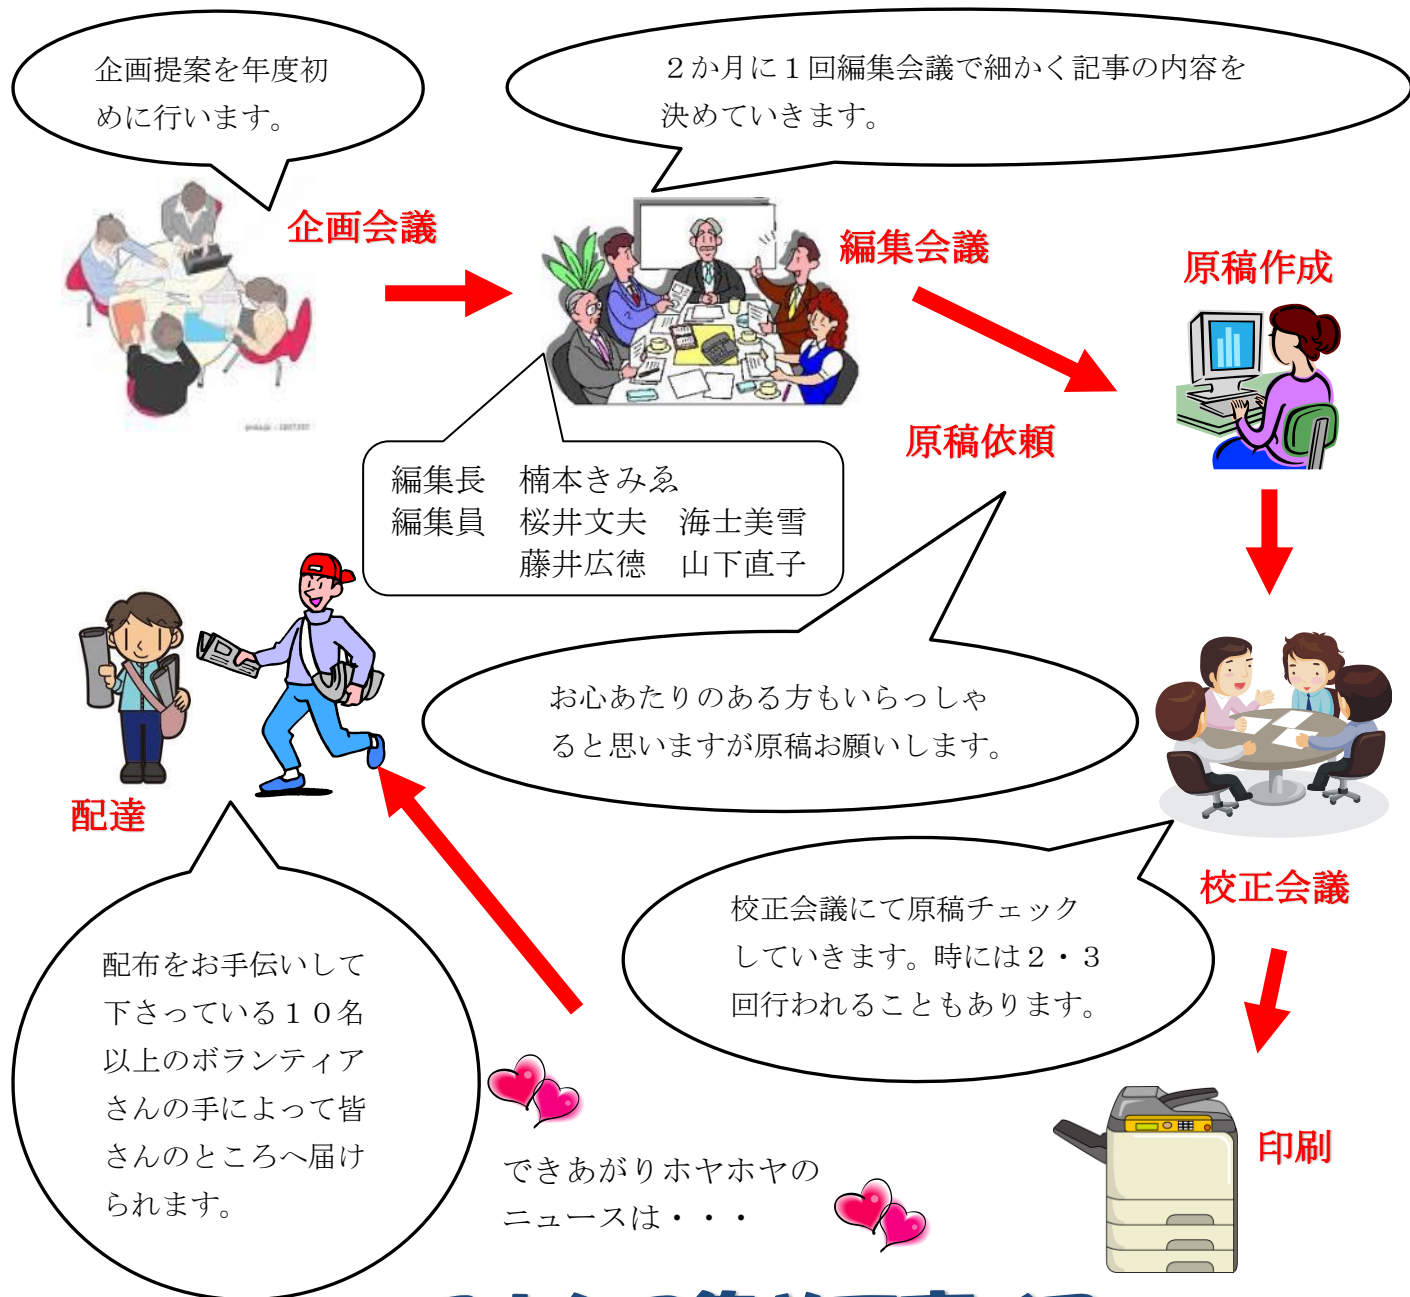 企画提案を年度初
めに行います。
２か月に１回編集会議で細かく記事の内容を
決めていきます。
企画会議
編集会議
原稿作成
原稿依頼
編集長　楠本きみゑ
編集員　桜井文夫　海士美雪
藤井広徳　山下直子
お心あたりのある方もいらっしゃ
ると思いますが原稿お願いします。
配達
校正会議
校正会議にて原稿チェック
していきます。時には２・３
回行われることもあります。
配布をお手伝いして
下さっている１０名
以上のボランティア
さんの手によって皆
さんのところへ届け
られます。
印刷
できあがりホヤホヤの
ニュースは・・・